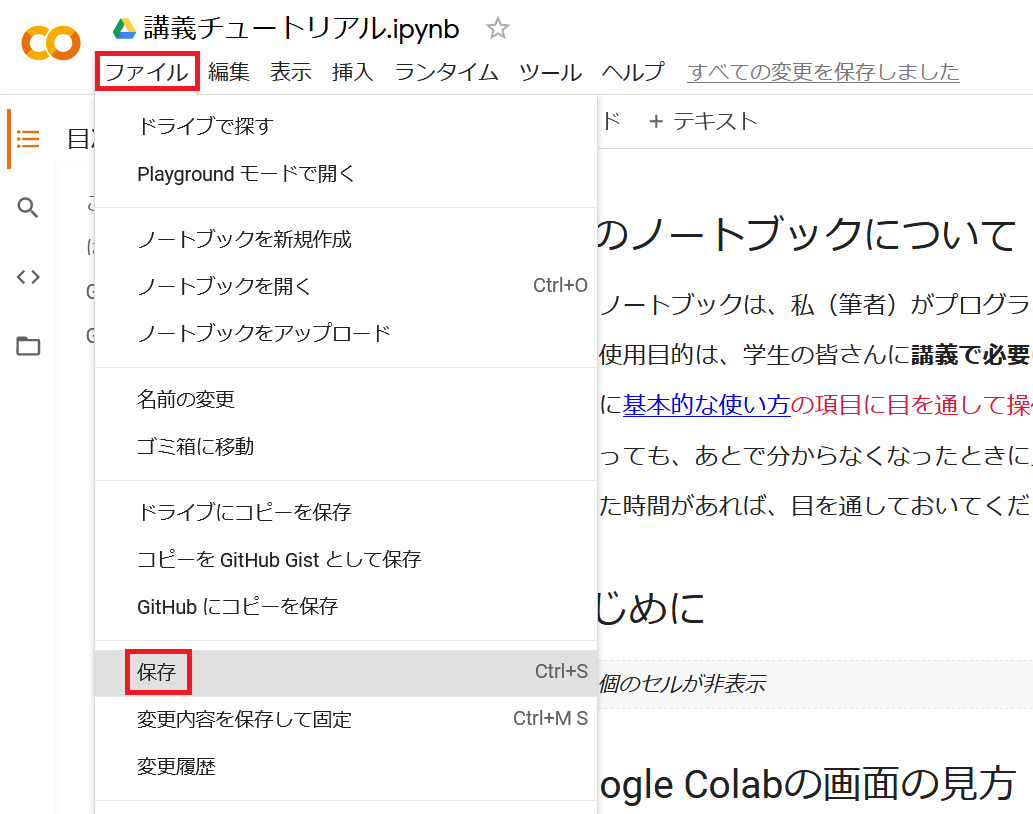 講義チュートリアル.ipynb
ファイル 編集 表示 挿入 ランタイム ツール ヘルプ すべての変更を保存しました
目
ド + テキスト
ドライブで探す
Playground モードで開く
ノートブックを新規作成
ノートブックを開く Ctrl+O
ノートブックをアップロード
名前の変更
ゴミ箱に移動
ドライブにコピーを保存
コピーを GitHub Gist として保存
GitHub にコピーを保存
保存 Ctrl+S
変更内容を保存して固定 Ctrl+M S
変更履歴
のノートブックについて
ノートブックは、私（筆者）がプログラ
使用目的は、学生の皆さんに講義で必要
に基本的な使い方の項目に目を通して操
っても、あとで分からなくなったときに
た時間があれば、目を通しておいてくだ
じめに
個のセルが非表示
ogle Colabの画面の見方